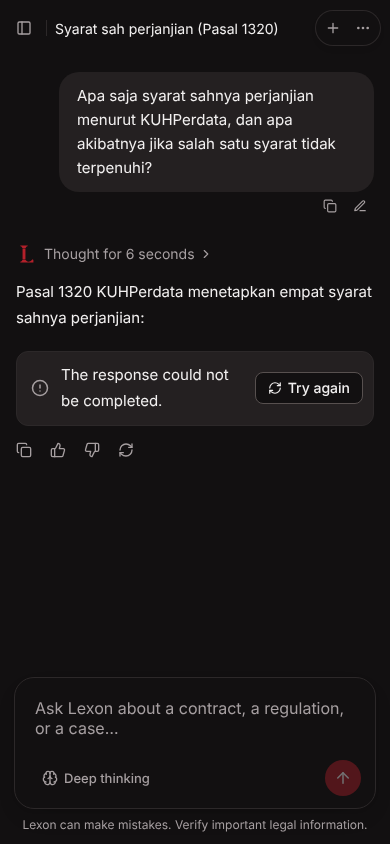 Syarat sah perjanjian (Pasal 1320)
Apa saja syarat sahnya perjanjian
menurut KUHPerdata, dan apa
akibatnya jika salah satu syarat tidak
terpenuhi?
L Thought for 6 seconds
Pasal 1320 KUHPerdata menetapkan empat syarat
sahnya perjanjian:
The response could not
be completed.
Try again
Ask Lexon about a contract, a regulation,
or a case...
Deep thinking
Lexon can make mistakes. Verify important legal information.